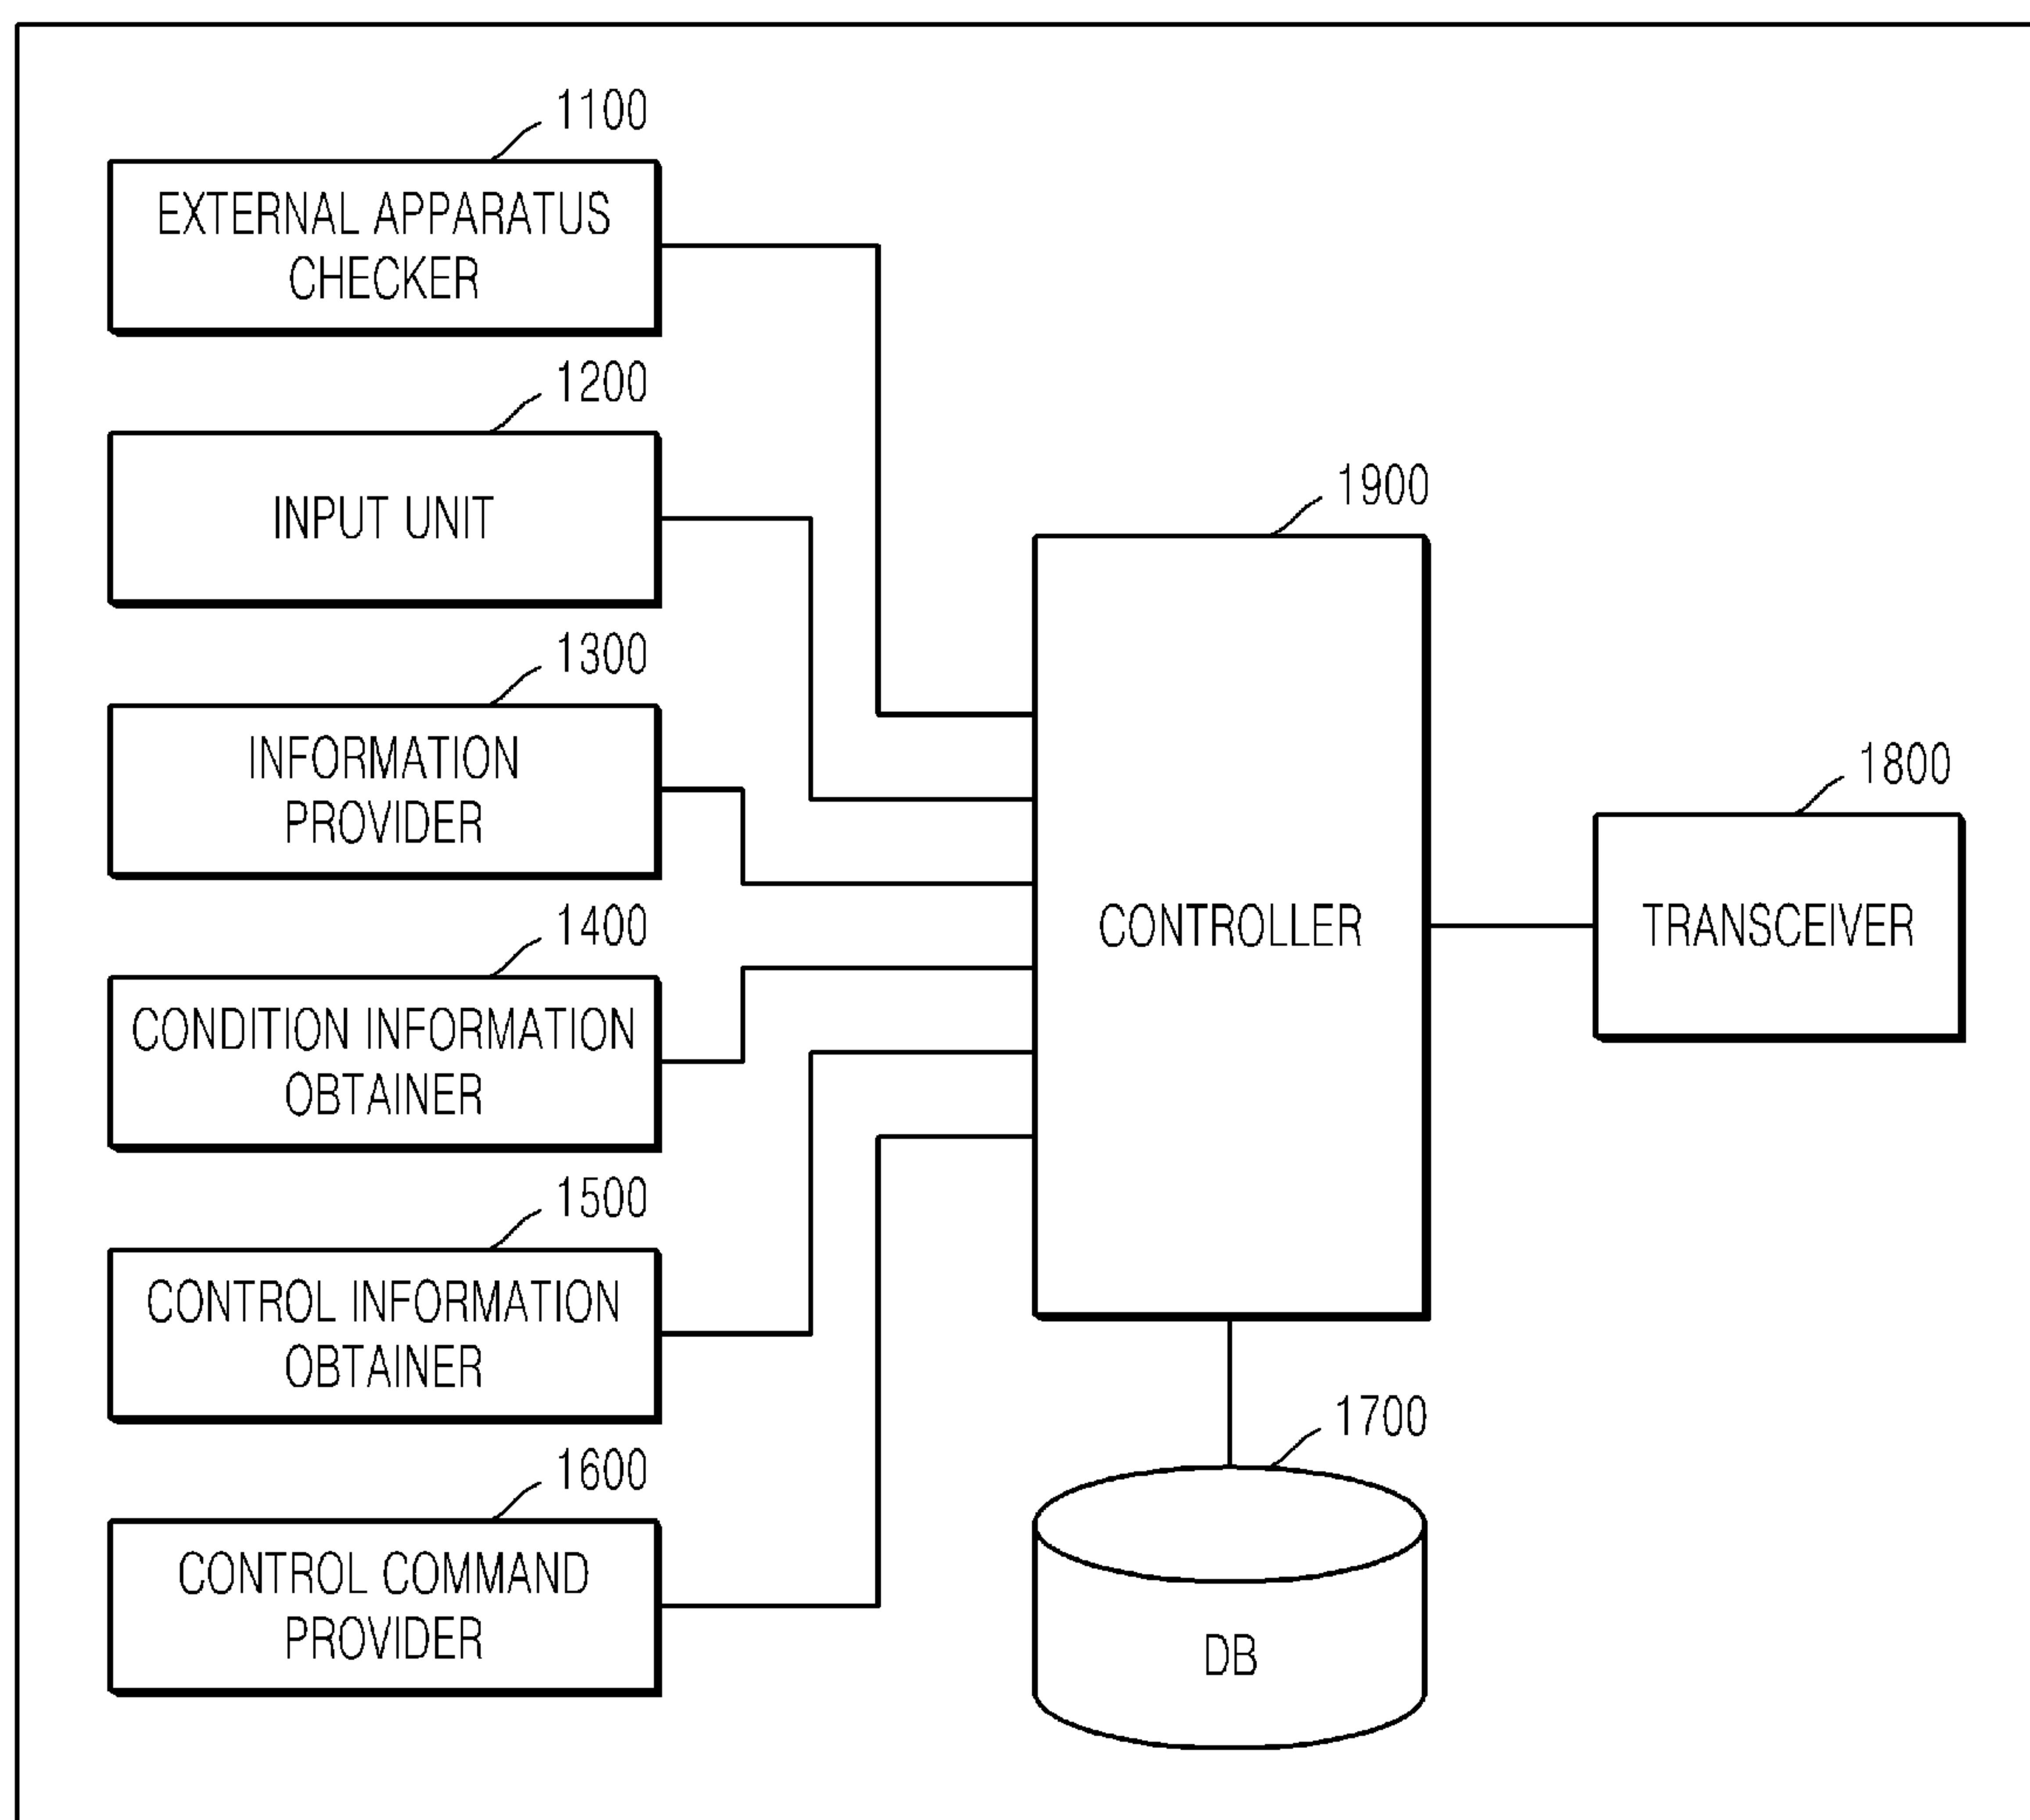 1100
EXTERNAL APPARATUS
CHECKER
1200
INPUT UNIT
1300
INFORMATION
PROVIDER
1400
CONDITION INFORMATION
OBTAINER
1500
CONTROL INFORMATION
OBTAINER
1600
CONTROL COMMAND
PROVIDER
1900
CONTROLLER
1700
DB
1800
TRANSCEIVER